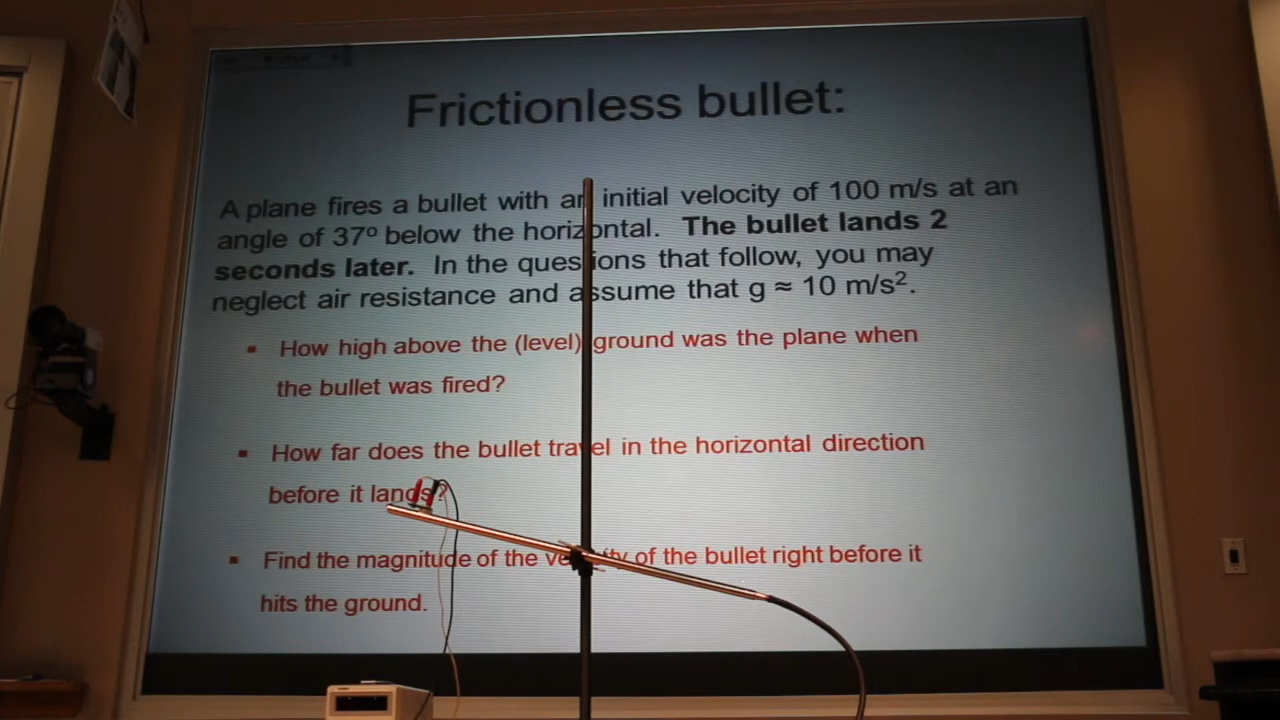 Frictionless bullet:
A plane fires a bullet with an initial velocity of 100 m/s at an
angle of 37º below the horizontal. The bullet lands 2
seconds later. In the questions that follow, you may
neglect air resistance and assume that g ≈ 10 m/s².
▪ How high above the (level) ground was the plane when
the bullet was fired?
▪ How far does the bullet travel in the horizontal direction
before it lands?
▪ Find the magnitude of the velocity of the bullet right before it
hits the ground.